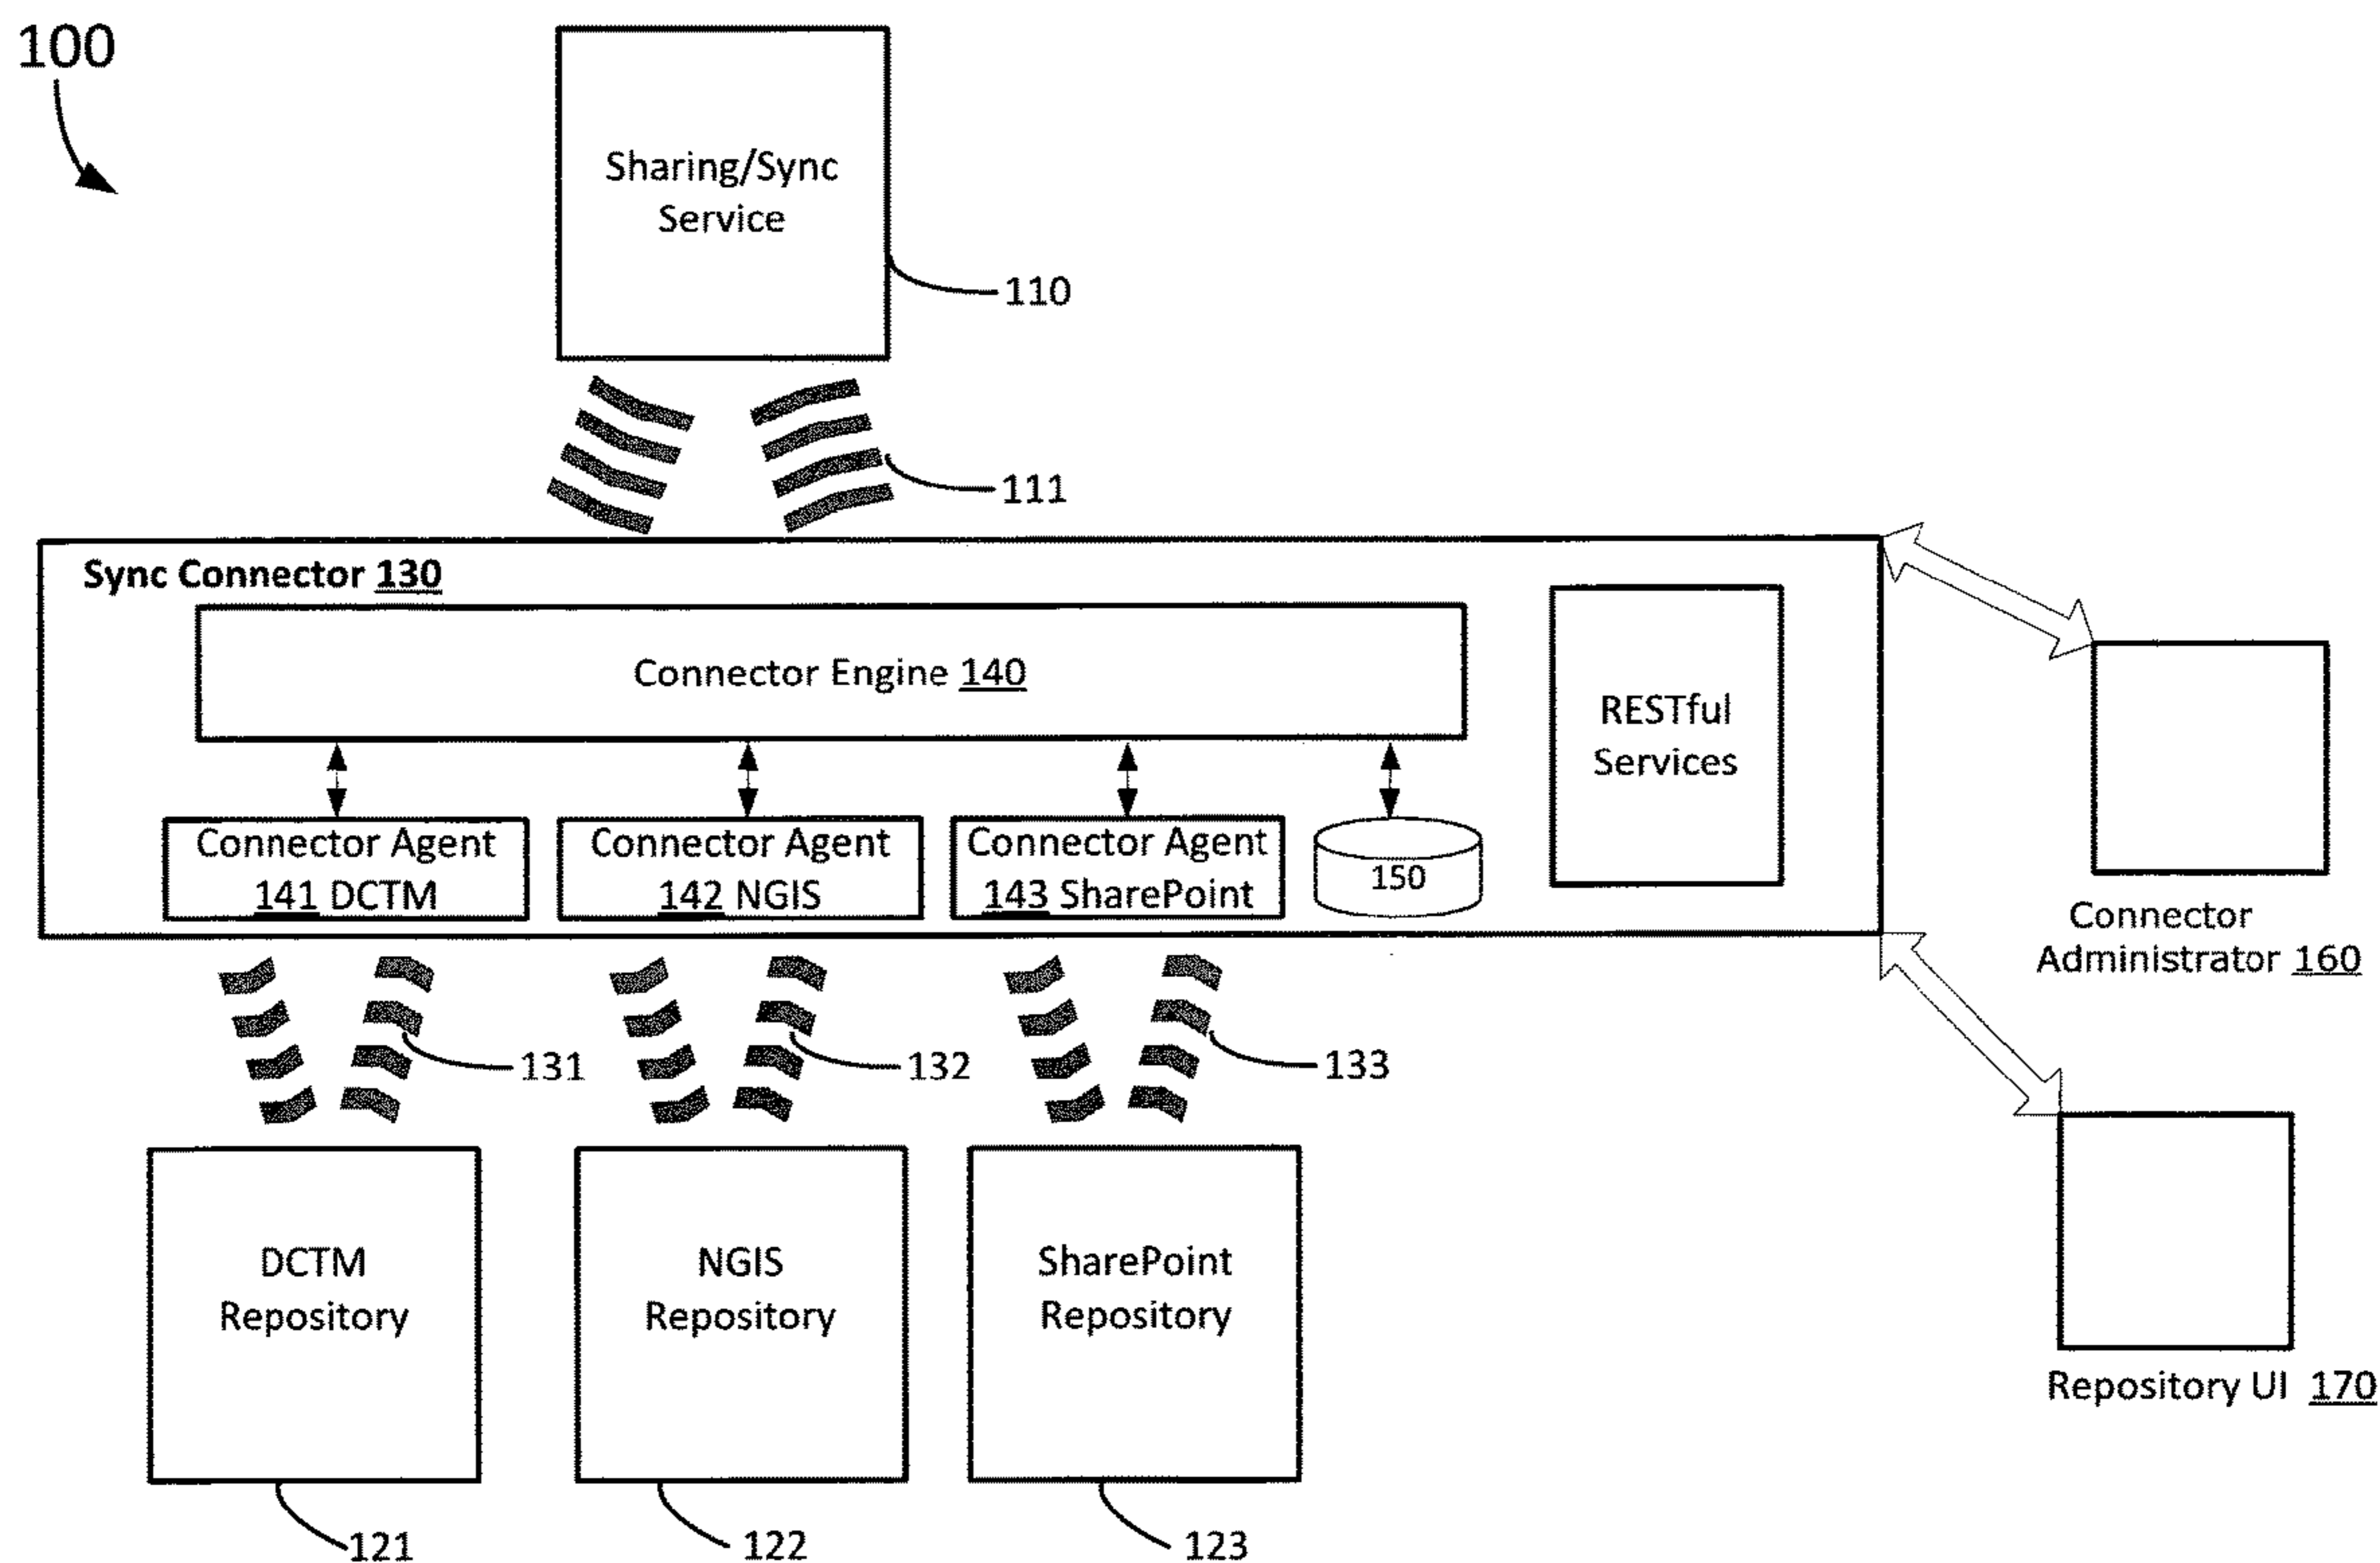 100
Sharing/Sync
Service
110
111
Sync Connector 130
Connector Engine 140
RESTful
Services
Connector Agent
141 DCTM
Connector Agent
142 NGIS
Connector Agent
143 SharePoint
150
Connector
Administrator 160
131
132
133
DCTM
Repository
NGIS
Repository
SharePoint
Repository
Repository UI 170
121
122
123